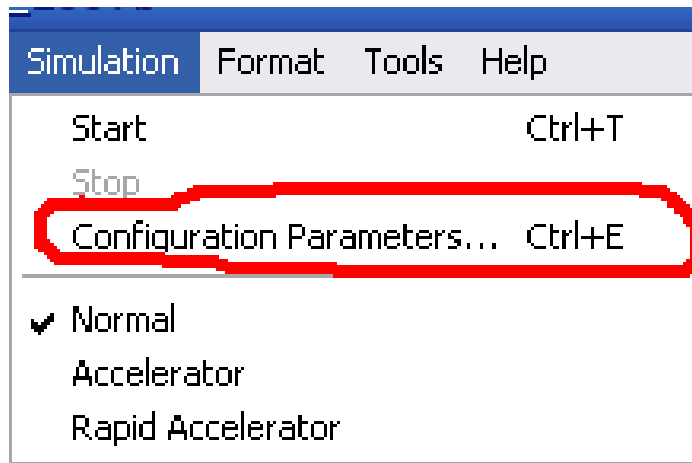 Simulation Format Tools Help
Start Ctrl+T
Stop
Configuration Parameters... Ctrl+E
Normal
Accelerator
Rapid Accelerator